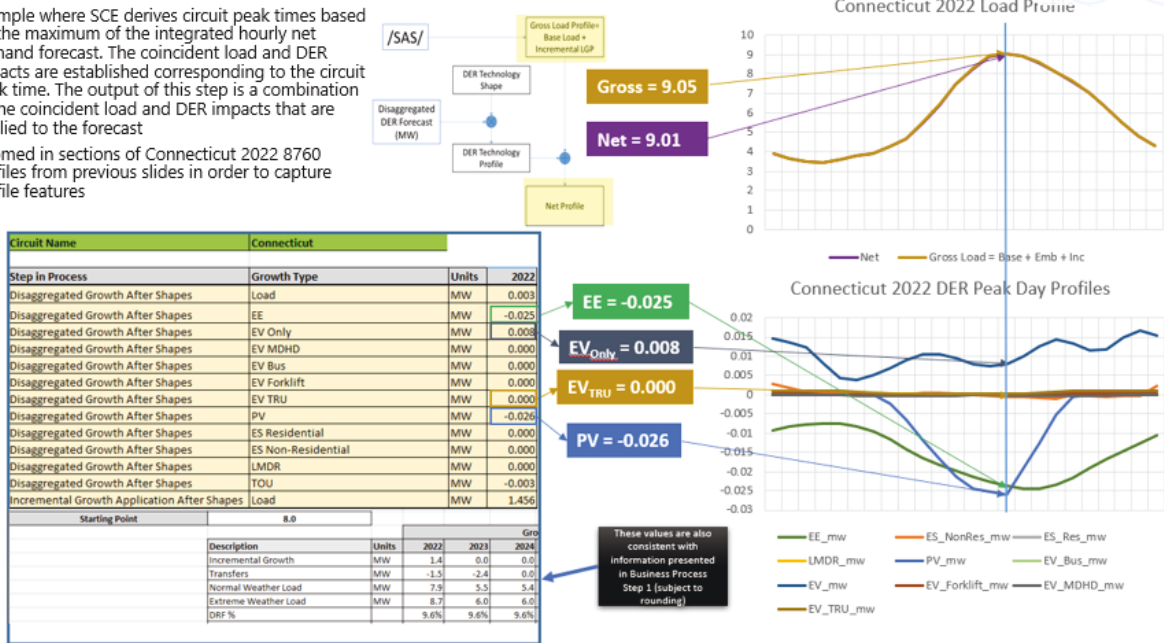 mple where SCE derives circuit peak times based
the maximum of the integrated hourly net
mand forecast. The coincident load and DER
acts are established corresponding to the circuit
k time. The output of this step is a combination
he coincident load and DER impacts that are
lied to the forecast
omed in sections of Connecticut 2022 8760
files from previous slides in order to capture
file features
/SAS/
Gross Load Profile=
Base Load +
Incremental LGP
DER Technology
Shape
Disaggregated
DER Forecast
(MW)
DER Technology
Profile
Net Profile
Gross = 9.05
Net = 9.01
Connecticut 2022 Load Profile
10
9
8
7
6
5
4
3
2
1
0
Net
Gross Load = Base + Emb + Inc
Circuit Name Connecticut
Step in Process Growth Type Units 2022
Disaggregated Growth After Shapes Load MW 0.003
Disaggregated Growth After Shapes EE MW -0.025
Disaggregated Growth After Shapes EV Only MW 0.008
Disaggregated Growth After Shapes EV MDHD MW 0.000
Disaggregated Growth After Shapes EV Bus MW 0.000
Disaggregated Growth After Shapes EV Forklift MW 0.000
Disaggregated Growth After Shapes EV TRU MW 0.000
Disaggregated Growth After Shapes PV MW -0.026
Disaggregated Growth After Shapes ES Residential MW 0.000
Disaggregated Growth After Shapes ES Non-Residential MW 0.000
Disaggregated Growth After Shapes LMDR MW 0.000
Disaggregated Growth After Shapes TOU MW -0.003
Incremental Growth Application After Shapes Load MW 1.456
Starting Point 8.0
Gro
Description Units 2022 2023 2024
Incremental Growth MW 1.4 0.0 0.0
Transfers MW -1.5 -2.4 0.0
Normal Weather Load MW 7.9 5.5 5.4
Extreme Weather Load MW 8.7 6.0 6.0
DRF % 9.6% 9.6% 9.6%
EE = -0.025
EV Only = 0.008
EV TRU = 0.000
PV = -0.026
These values are also
consistent with
information presented
in Business Process
Step 1 (subject to
rounding)
Connecticut 2022 DER Peak Day Profiles
0.02
0.015
0.01
0.005
0
-0.005
-0.01
-0.015
-0.02
-0.025
-0.03
EE_mw ES_NonRes_mw ES_Res_mw
LMDR_mw PV_mw EV_Bus_mw
EV_mw EV_Forklift_mw EV_MDHD_mw
EV_TRU_mw